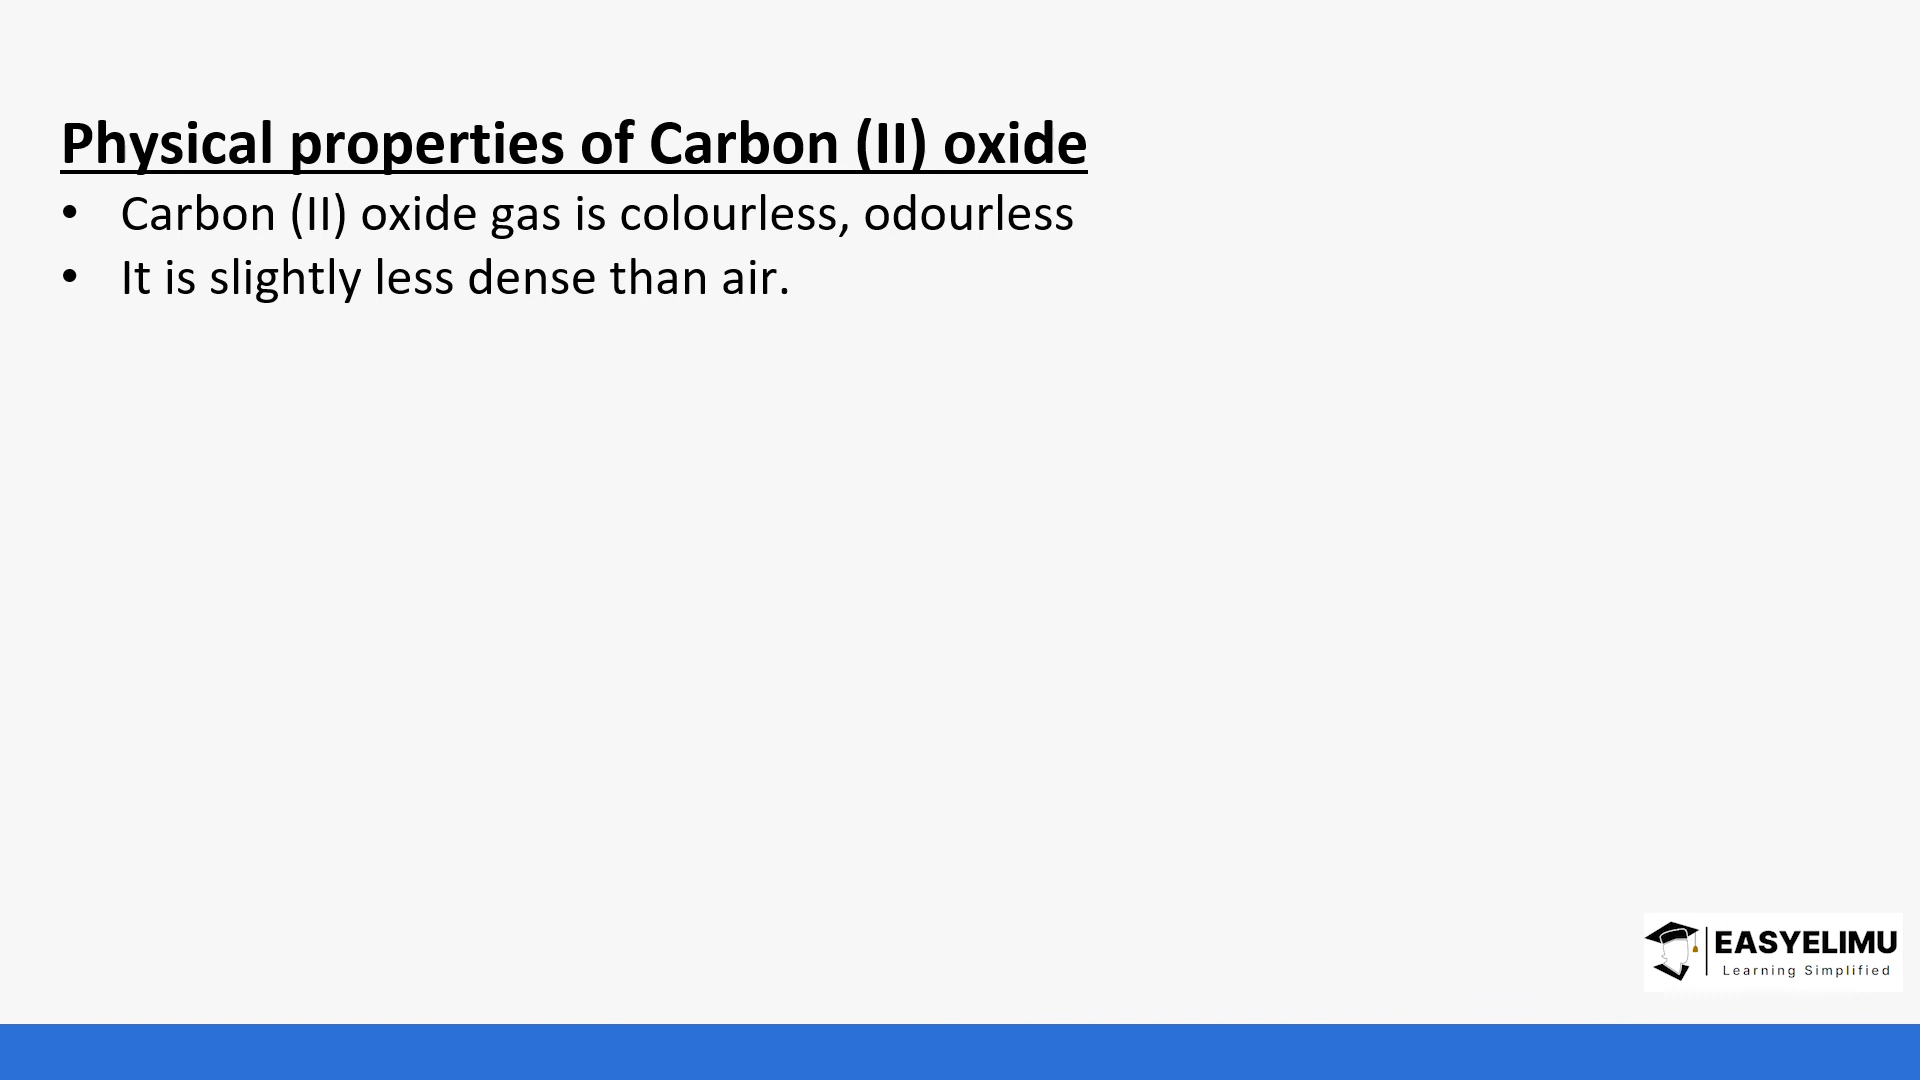 Physical properties of Carbon (II) oxide
• Carbon (II) oxide gas is colourless, odourless
• It is slightly less dense than air.
EASYELIMU
Learning Simplified